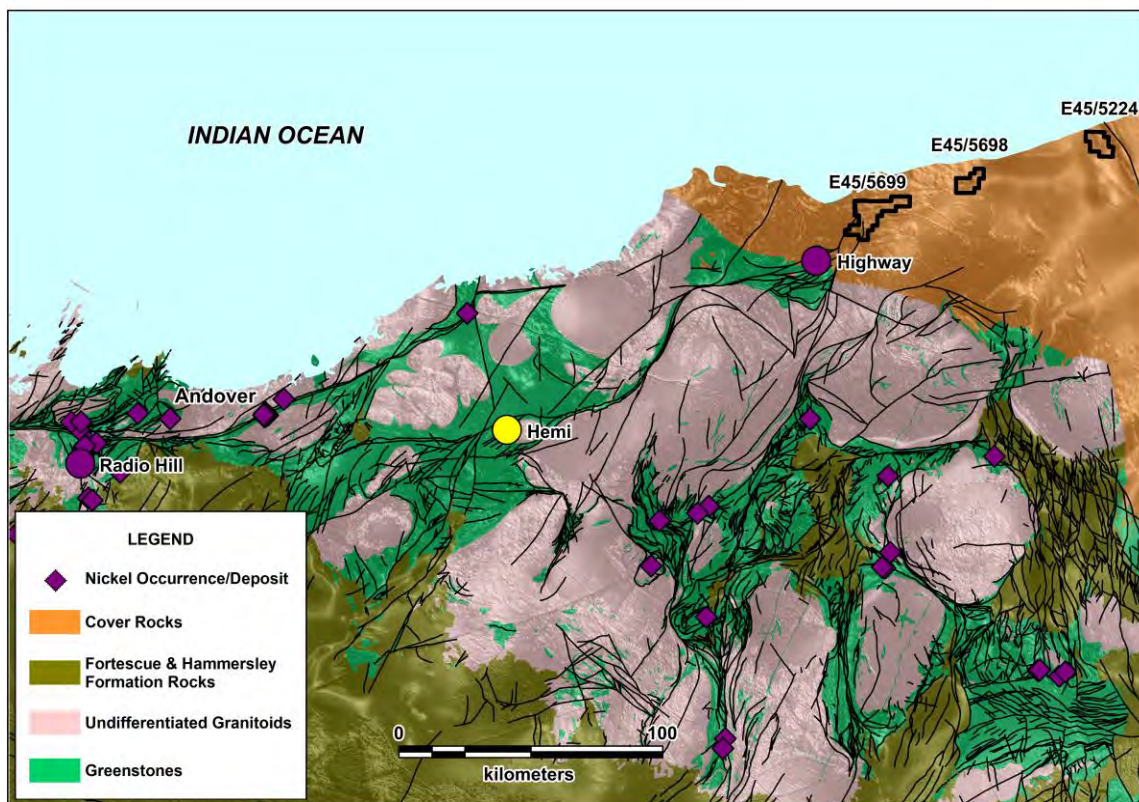 E45/5224
INDIAN OCEAN
E45/5698
E45/5699
Highway
Andover
Hemi
Radio Hill
LEGEND
Nickel Occurrence/Deposit
Cover Rocks
Fortescue & Hammersley
Formation Rocks
Undifferentiated Granitoids
Greenstones
0
100
kilometers